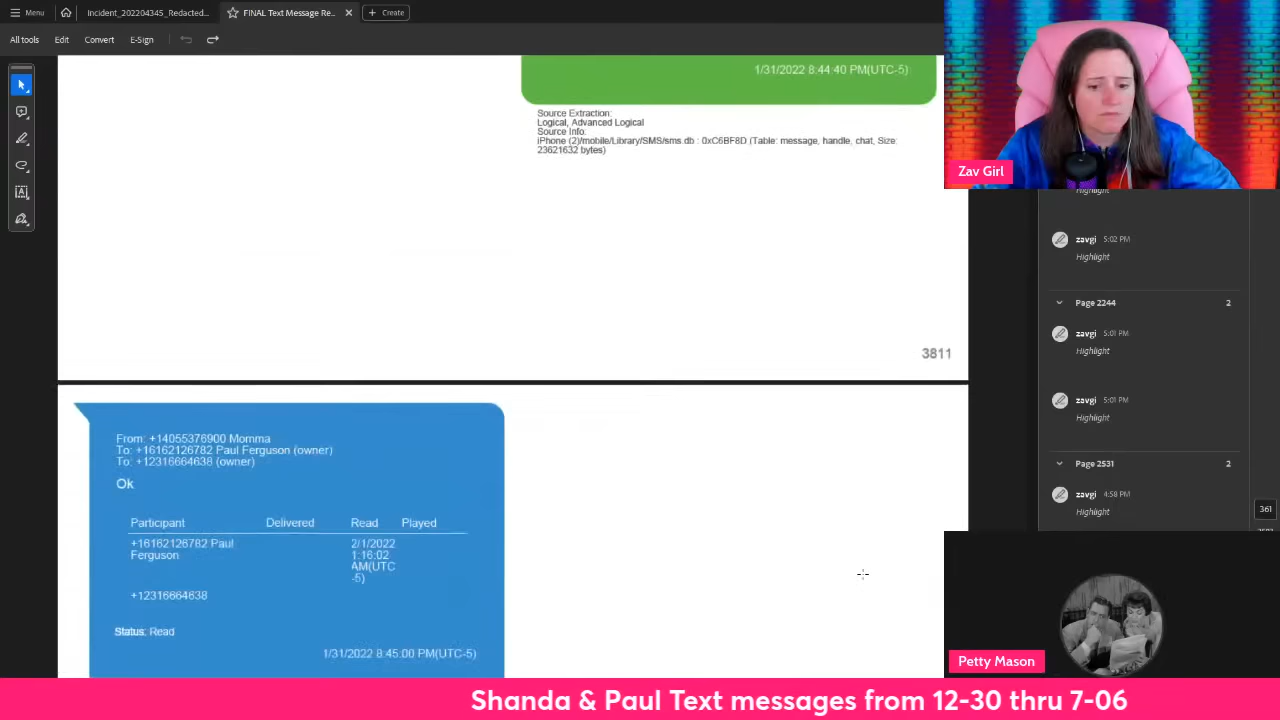 Menu
Incident_202204345_Redacted...
FINAL Text Message Re...
Create
All tools
Edit
Convert
E-Sign
1/31/2022 8:44:40 PM(UTC-5)
Source Extraction:
Logical, Advanced Logical
Source Info:
iPhone (2)/mobile/Library/SMS/sms.db : 0xC6BF8D (Table: message, handle, chat, Size:
23621632 bytes)
3811
From: +14055376900 Momma
To: +16162126782 Paul Ferguson (owner)
To: +12316664638 (owner)
Ok
Participant Delivered Read Played
+16162126782 Paul
Ferguson
2/1/2022
1:16:02
AM(UTC
-5)
+12316664638
Status: Read
1/31/2022 8:45:00 PM(UTC-5)
Zav Girl
Highlight
zavgi 5:02 PM
Highlight
Page 2244 2
zavgi 5:01 PM
Highlight
zavgi 5:01 PM
Highlight
Page 2531 2
zavgi 4:58 PM
Highlight
361
Petty Mason
Shanda & Paul Text messages from 12-30 thru 7-06